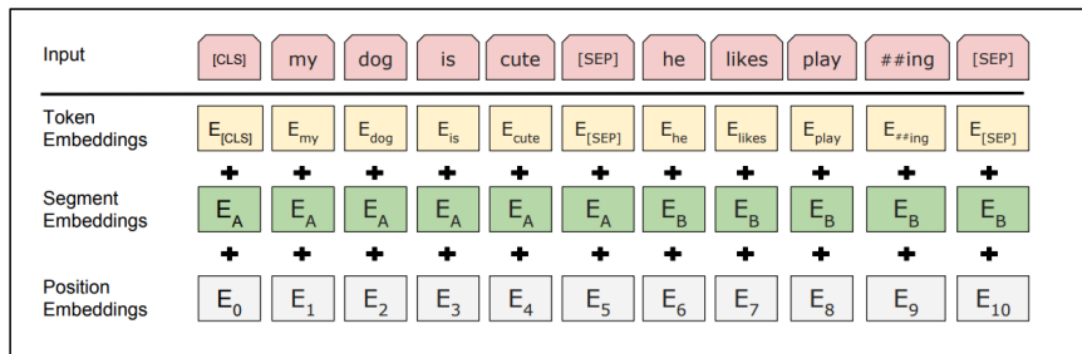 Input [CLS] my dog is cute [SEP] he likes play ##ing [SEP]
Token Embeddings E[CLS] Emy Edog Eis Ecute E[SEP] Ehe Elikes Eplay E##ing E[SEP]
+ + + + + + + + + + +
Segment Embeddings EA EA EA EA EA EA EB EB EB EB EB
+ + + + + + + + + + +
Position Embeddings E0 E1 E2 E3 E4 E5 E6 E7 E8 E9 E10